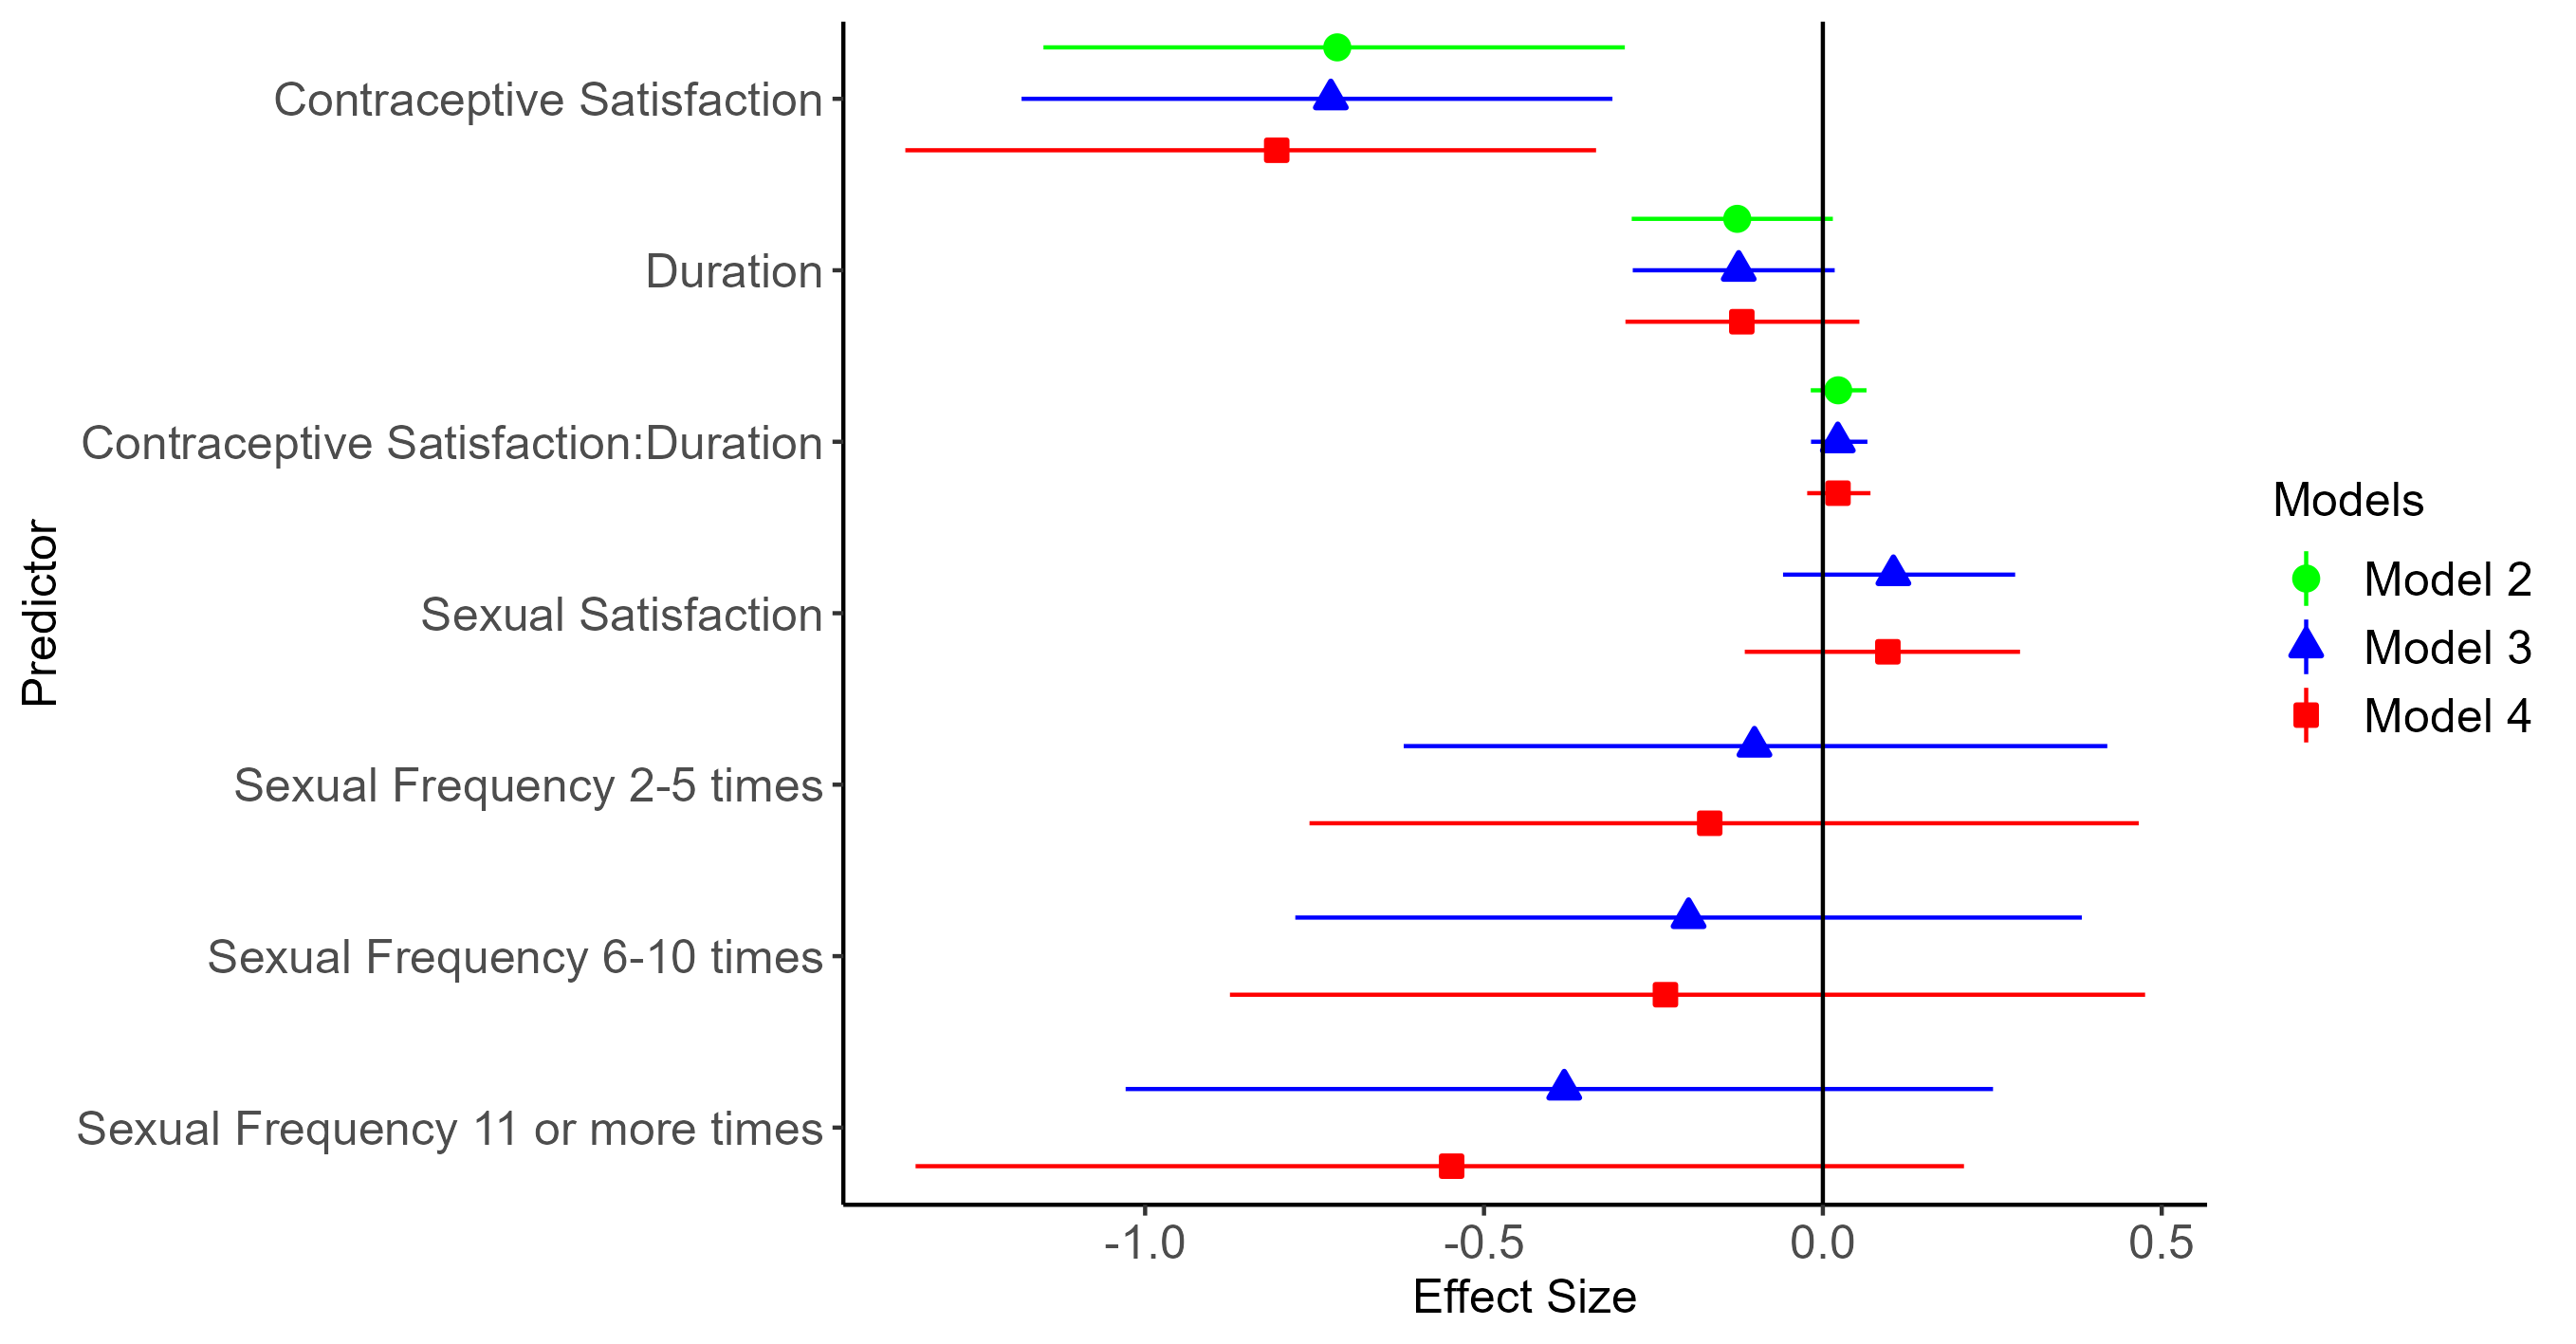 Contraceptive Satisfaction
Duration
Contraceptive Satisfaction:Duration
Sexual Satisfaction
Sexual Frequency 2-5 times
Sexual Frequency 6-10 times
Sexual Frequency 11 or more times
Predictor
-1.0
-0.5
0.0
0.5
Effect Size
Models
Model 2
Model 3
Model 4